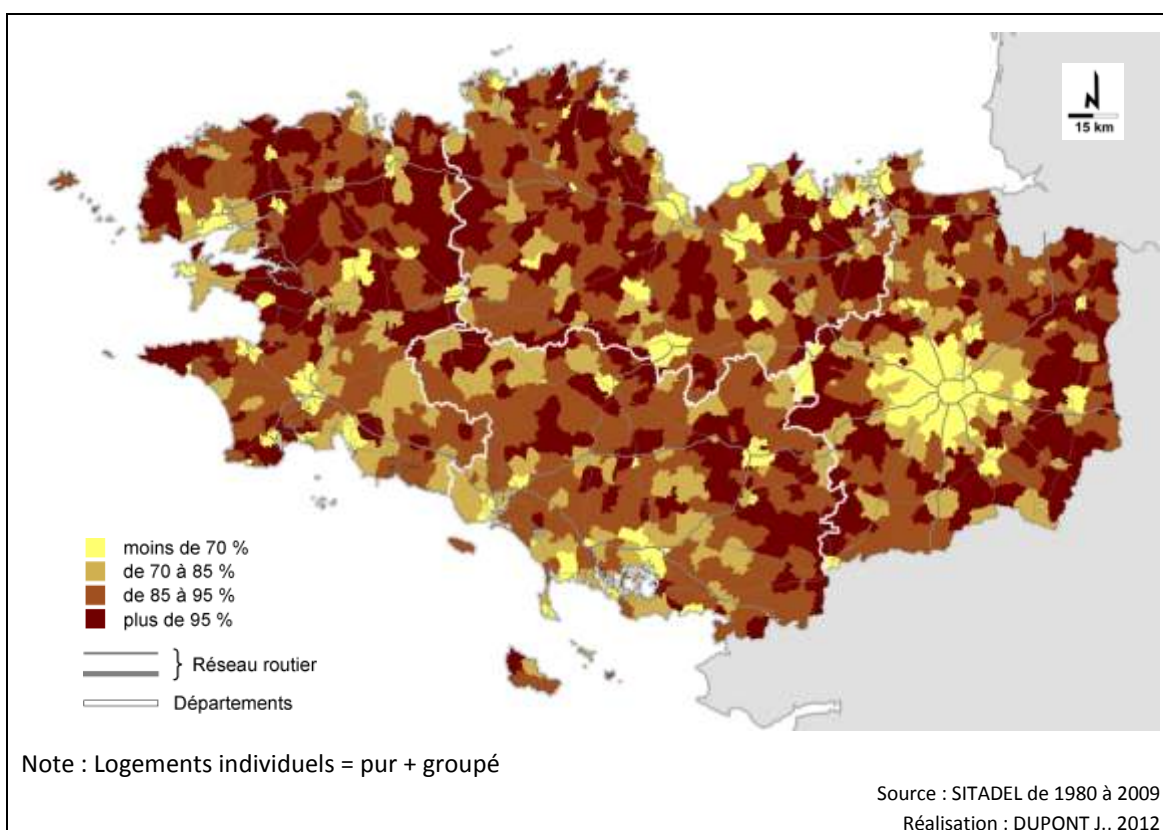 N
15 km
moins de 70 %
de 70 à 85 %
de 85 à 95 %
plus de 95 %
Réseau routier
Départements
Note : Logements individuels = pur + groupé
Source : SITADEL de 1980 à 2009
Réalisation : DUPONT J., 2012